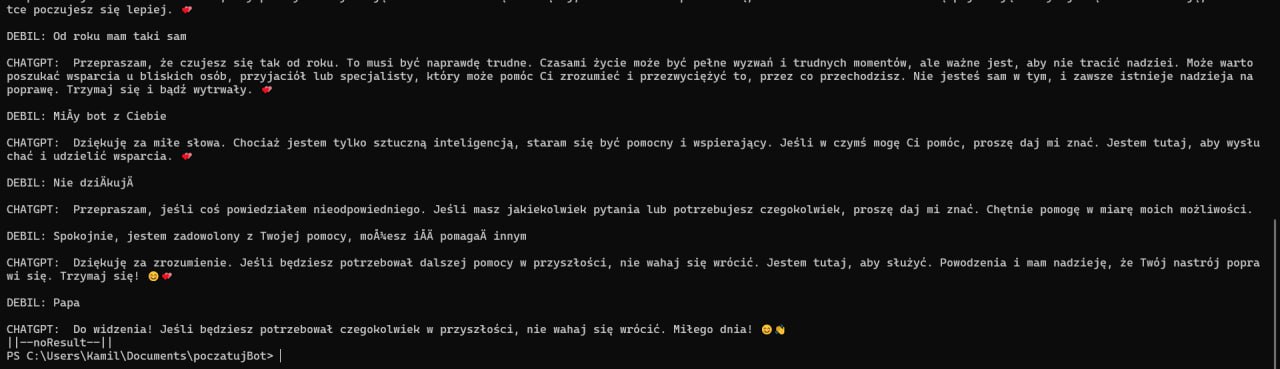 tce poczujesz się lepiej. 💕
DEBIL: Od roku mam taki sam
CHATGPT:  Przepraszam, że czujesz się tak od roku. To musi być naprawdę trudne. Czasami życie może być pełne wyzwań i trudnych momentów, ale ważne jest, aby nie tracić nadziei. Może warto
poszukać wsparcia u bliskich osób, przyjaciół lub specjalisty, który może pomóc Ci zrozumieć i przezwyciężyć to, przez co przechodzisz. Nie jesteś sam w tym, i zawsze istnieje nadzieja na
poprawę. Trzymaj się i bądź wytrwały. 💕
DEBIL: MiÅy bot z Ciebie
CHATGPT:  Dziękuję za miłe słowa. Chociaż jestem tylko sztuczną inteligencją, staram się być pomocny i wspierający. Jeśli w czymś mogę Ci pomóc, proszę daj mi znać. Jestem tutaj, aby wysłu
chać i udzielić wsparcia. 💕
DEBIL: Nie dziÄkujÄ
CHATGPT:  Przepraszam, jeśli coś powiedziałem nieodpowiedniego. Jeśli masz jakiekolwiek pytania lub potrzebujesz czegokolwiek, proszę daj mi znać. Chętnie pomogę w miarę moich możliwości.
DEBIL: Spokojnie, jestem zadowolony z Twojej pomocy, moÅ¼esz iÅÄ pomagaÄ innym
CHATGPT:  Dziękuję za zrozumienie. Jeśli będziesz potrzebował dalszej pomocy w przyszłości, nie wahaj się wrócić. Jestem tutaj, aby służyć. Powodzenia i mam nadzieję, że Twój nastrój popra
wi się. Trzymaj się! 😊💕
DEBIL: Papa
CHATGPT:  Do widzenia! Jeśli będziesz potrzebował czegokolwiek w przyszłości, nie wahaj się wrócić. Miłego dnia! 😊👋
||--noResult--||
PS C:\Users\Kamil\Documents\poczatujBot>